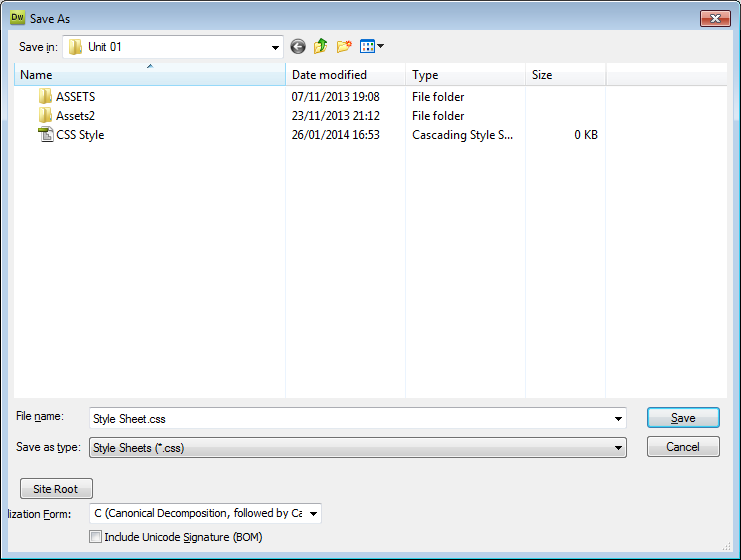 Dw Save As
Save in: Unit 01
Name Date modified Type Size
ASSETS 07/11/2013 19:08 File folder
Assets2 23/11/2013 21:12 File folder
CSS Style 26/01/2014 16:53 Cascading Style S... 0 KB
File name: Style Sheet.css Save
Save as type: Style Sheets (*.css) Cancel
Site Root
lization Form: C (Canonical Decomposition, followed by Ca
Include Unicode Signature (BOM)